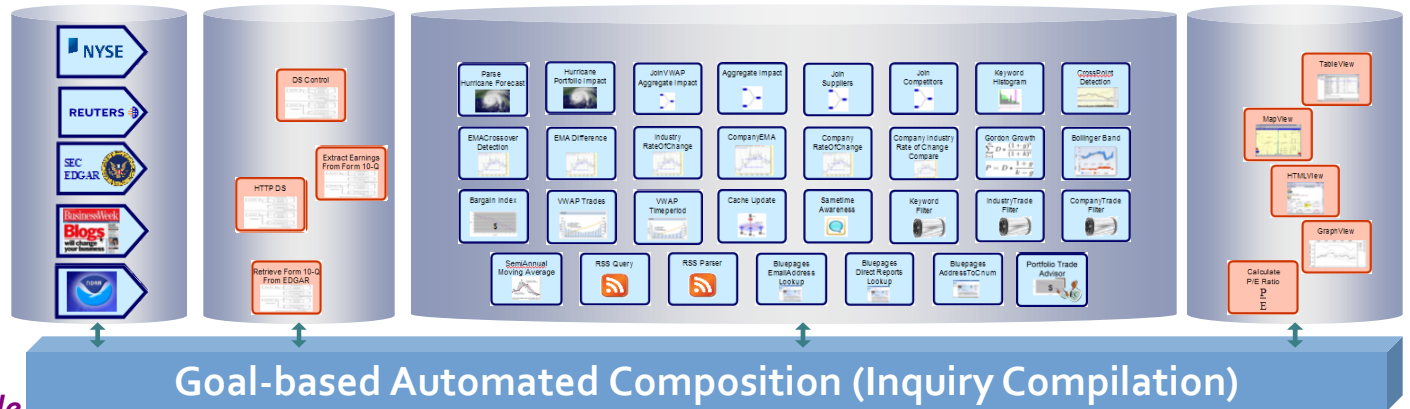 NYSE
REUTERS
SEC
EDGAR
BusinessWeek
Blogs
will change
your business
NOAA
DS Control
Extract Earnings
From Form 10-Q
HTTP DS
Retrieve Form 10-Q
From EDGAR
Parse
Hurricane Forecast
Hurricane
Portfolio Impact
JoinVWAP
Aggregate Impact
Aggregate Impact
Join
Suppliers
Join
Competitors
Keyword
Histogram
CrossPoint
Detection
EMACrossover
Detection
EMA Difference
Industry
RateOfChange
CompanyEMA
Company
RateOfChange
Company Industry
Rate of Change
Compare
Gordon Growth
Bollinger Band
Bargain Index
$
VWAP Trades
VWAP
Timeperiod
Cache Update
Sametime
Awareness
Keyword
Filter
IndustryTrade
Filter
CompanyTrade
Filter
SemiAnnual
Moving Average
RSS Query
RSS Parser
Bluepages
EmailAddress
Lookup
Bluepages
Direct Reports
Lookup
Bluepages
AddressToCnum
Portfolio Trade
Advisor
$
TableView
MapView
HTMLView
GraphView
Calculate
P/E Ratio
P
E
Goal-based Automated Composition (Inquiry Compilation)